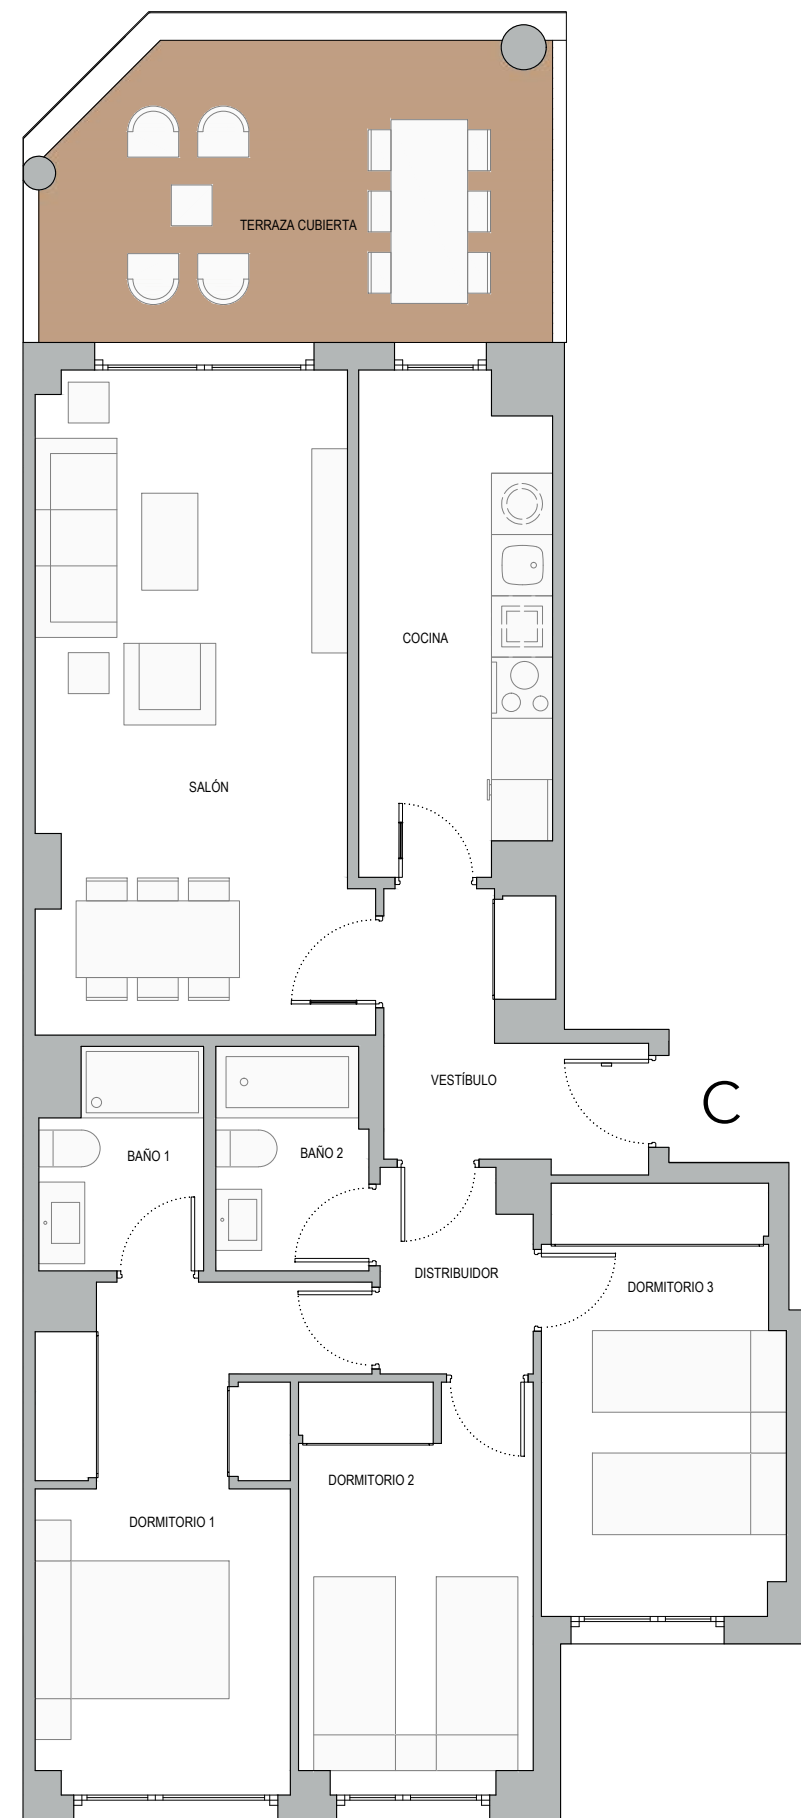 TERRAZA CUBIERTA
COCINA
SALÓN
VESTÍBULO
C
BAÑO 1
BAÑO 2
DISTRIBUIDOR
DORMITORIO 3
DORMITORIO 2
DORMITORIO 1